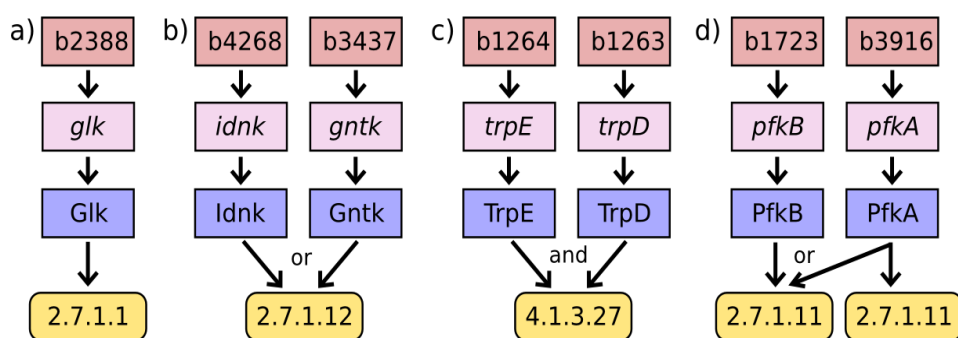 a) b2388 b) b4268 b3437 c) b1264 b1263 d) b1723 b3916
glk idnk gntk trpE trpD pfkB pfkA
Glk Idnk Gntk TrpE TrpD PfkB PfkA
or and or
2.7.1.1 2.7.1.12 4.1.3.27 2.7.1.11 2.7.1.11